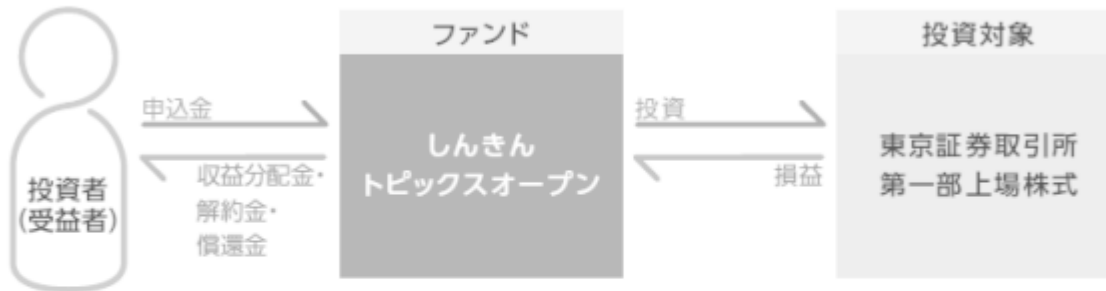 ファンド
投資対象
申込金
収益分配金・
解約金・
償還金
投資者
(受益者)
しんきん
トピックスオープン
投資
損益
東京証券取引所
第一部上場株式